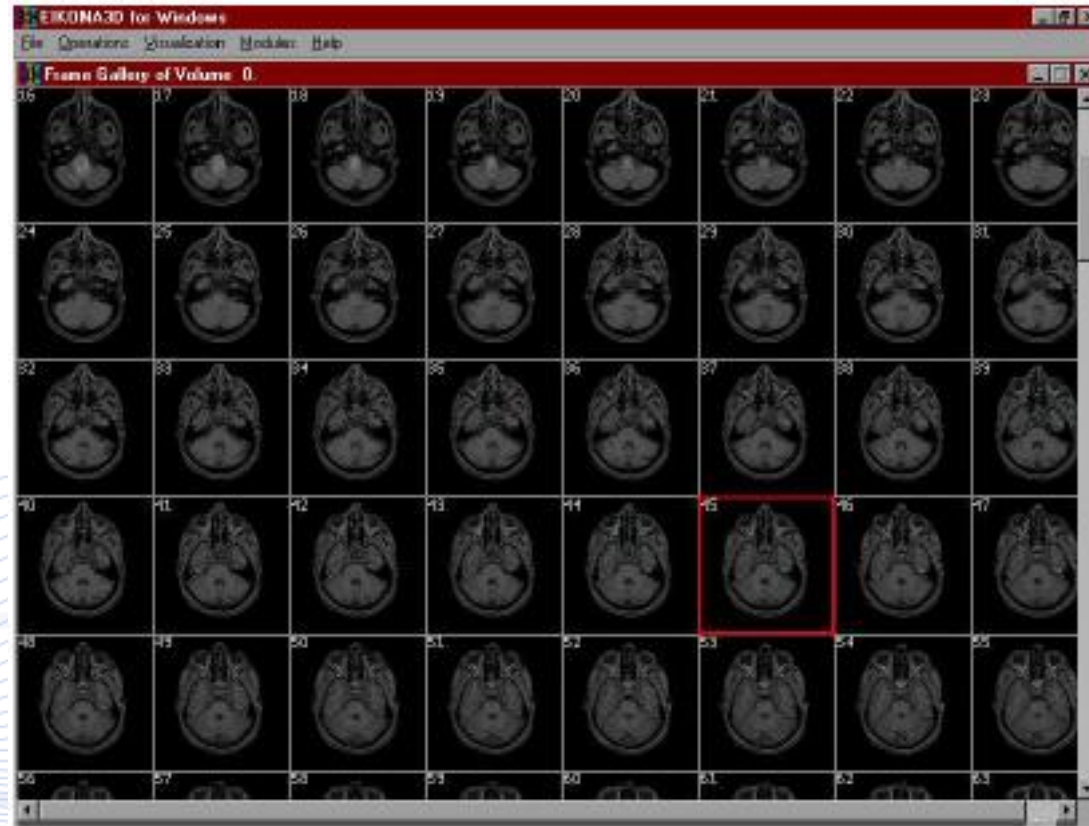 EIKONA3D for Windows
File Operations Visualization Modules Help
Frame Gallery of Volume 0.
16 17 18 19 20 21 22 23
24 25 26 27 28 29 30 31
32 33 34 35 36 37 38 39
40 41 42 43 44 45 46 47
48 49 50 51 52 53 54 55
56 57 58 59 60 61 62 63